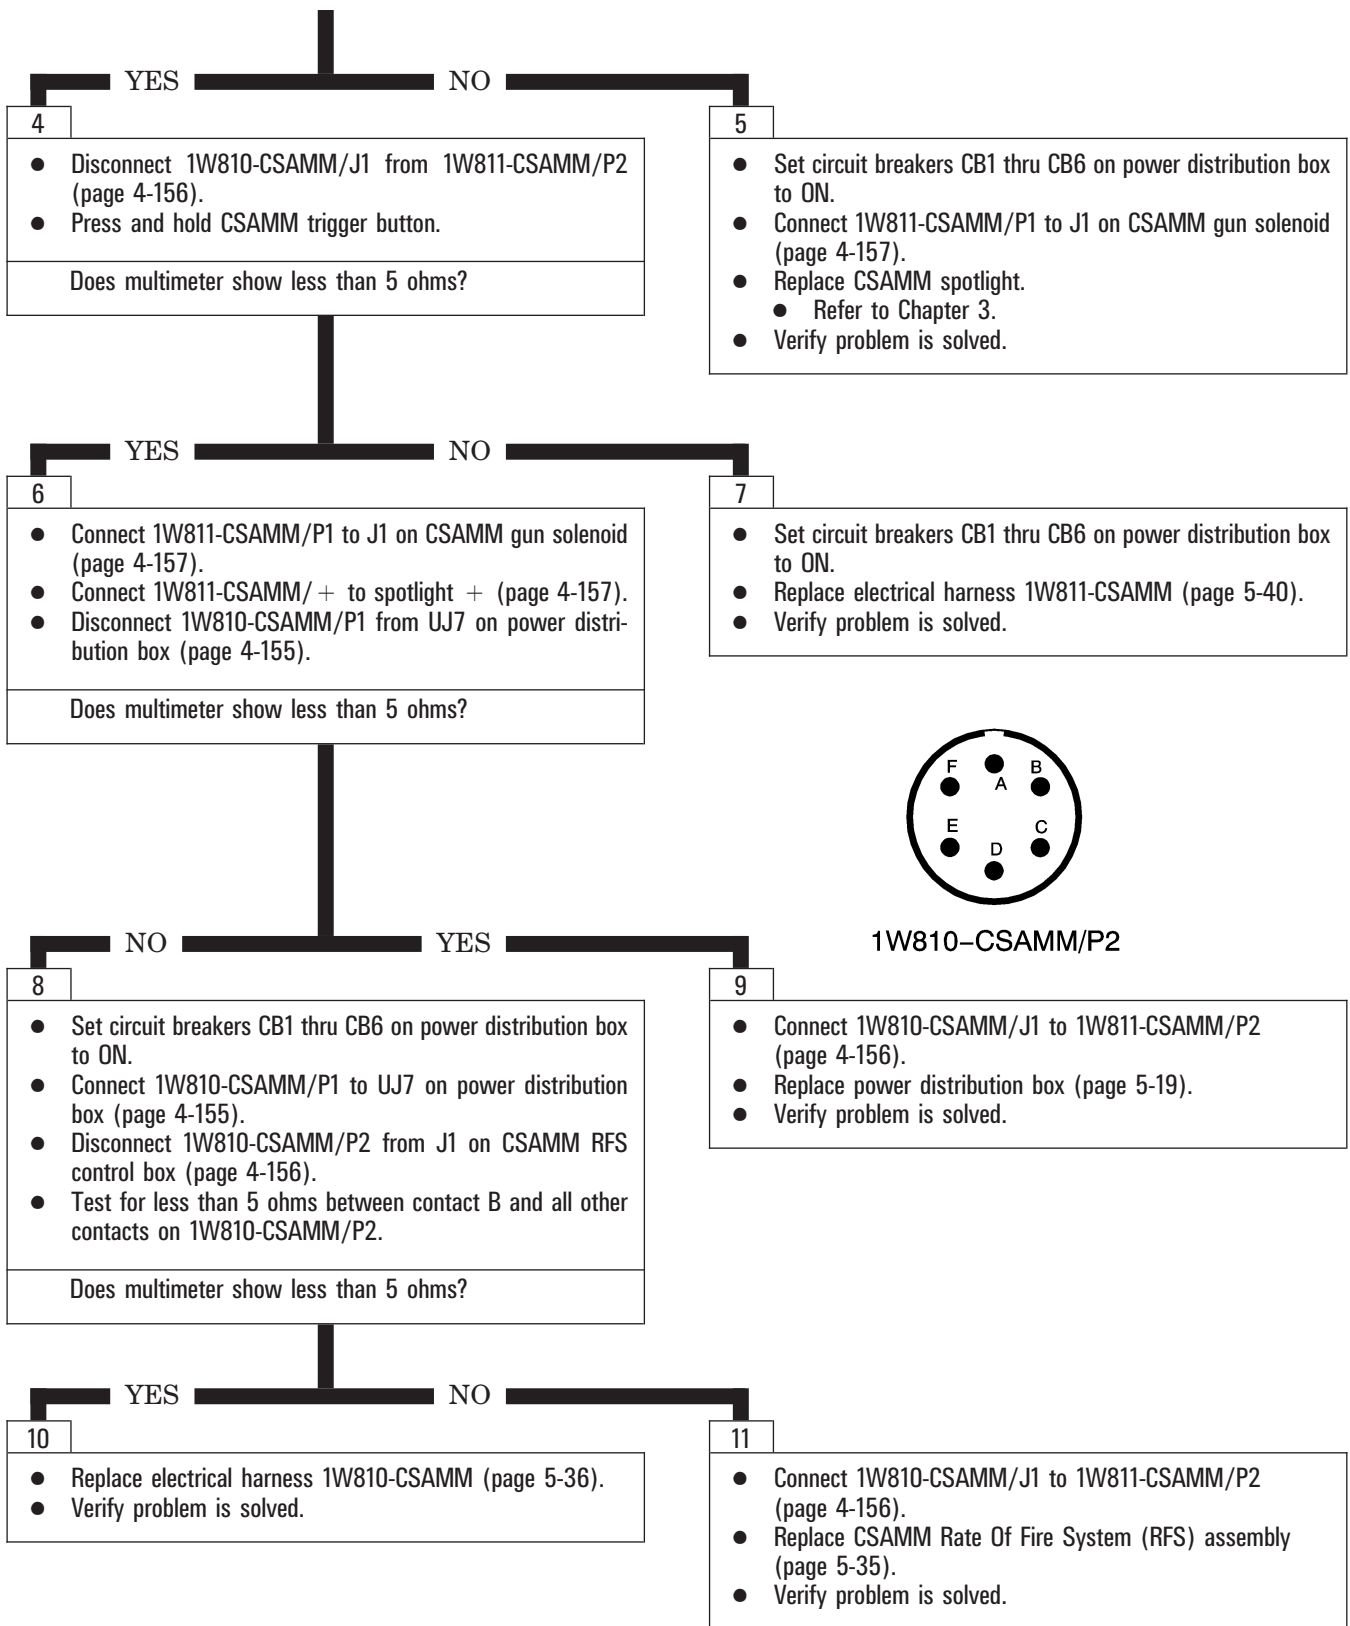 YES
NO
4
● Disconnect 1W810-CSAMM/J1 from 1W811-CSAMM/P2
(page 4-156).
● Press and hold CSAMM trigger button.
Does multimeter show less than 5 ohms?
5
● Set circuit breakers CB1 thru CB6 on power distribution box
to ON.
● Connect 1W811-CSAMM/P1 to J1 on CSAMM gun solenoid
(page 4-157).
● Replace CSAMM spotlight.
● Refer to Chapter 3.
● Verify problem is solved.
YES
NO
6
● Connect 1W811-CSAMM/P1 to J1 on CSAMM gun solenoid
(page 4-157).
● Connect 1W811-CSAMM/ + to spotlight + (page 4-157).
● Disconnect 1W810-CSAMM/P1 from UJ7 on power distri-
bution box (page 4-155).
Does multimeter show less than 5 ohms?
7
● Set circuit breakers CB1 thru CB6 on power distribution box
to ON.
● Replace electrical harness 1W811-CSAMM (page 5-40).
● Verify problem is solved.
F
A
B
E
D
C
1W810-CSAMM/P2
NO
YES
8
● Set circuit breakers CB1 thru CB6 on power distribution box
to ON.
● Connect 1W810-CSAMM/P1 to UJ7 on power distribution
box (page 4-155).
● Disconnect 1W810-CSAMM/P2 from J1 on CSAMM RFS
control box (page 4-156).
● Test for less than 5 ohms between contact B and all other
contacts on 1W810-CSAMM/P2.
Does multimeter show less than 5 ohms?
9
● Connect 1W810-CSAMM/J1 to 1W811-CSAMM/P2
(page 4-156).
● Replace power distribution box (page 5-19).
● Verify problem is solved.
YES
NO
10
● Replace electrical harness 1W810-CSAMM (page 5-36).
● Verify problem is solved.
11
● Connect 1W810-CSAMM/J1 to 1W811-CSAMM/P2
(page 4-156).
● Replace CSAMM Rate Of Fire System (RFS) assembly
(page 5-35).
● Verify problem is solved.